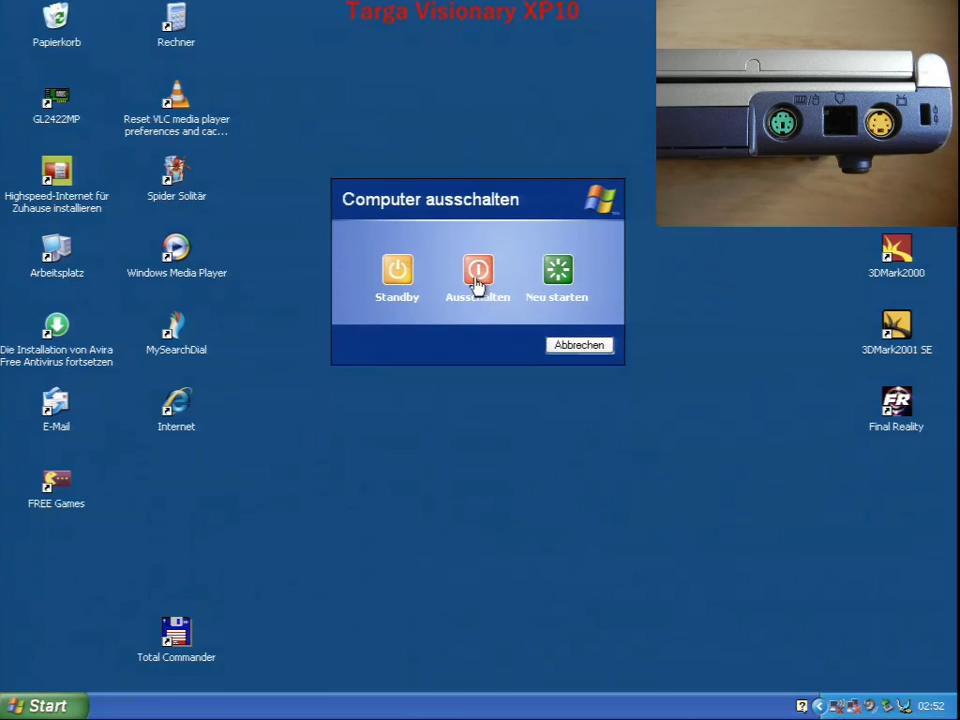 Targa Visionary XP10
Papierkorb
Rechner
GL2422MP
Reset VLC media player
preferences and cac...
Highspeed-Internet für
Zuhause installieren
Spider Solitär
Arbeitsplatz
Windows Media Player
Die Installation von Avira
Free Antivirus fortsetzen
MySearchDial
E-Mail
Internet
FREE Games
Total Commander
Computer ausschalten
Standby
Ausschalten
Neu starten
Abbrechen
3DMark2000
3DMark2001 SE
FR
Final Reality
Start
02:52